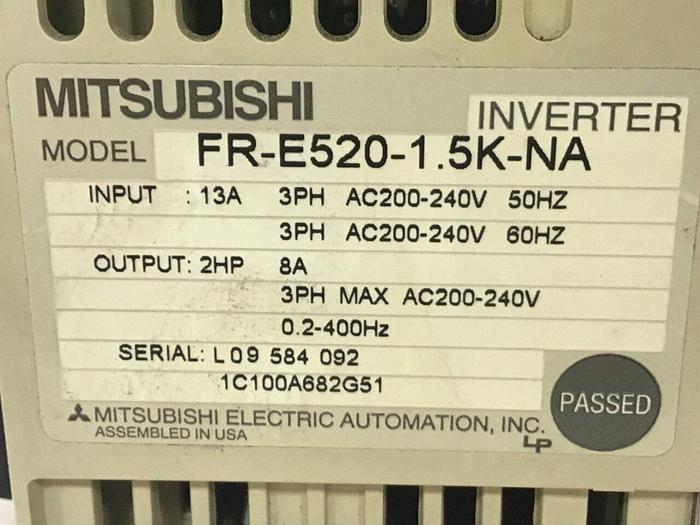 MITSUBISHI
INVERTER
MODEL FR-E520-1.5K-NA
INPUT : 13A 3PH AC200-240V 50HZ
3PH AC200-240V 60HZ
OUTPUT: 2HP 8A
3PH MAX AC200-240V
0.2-400Hz
SERIAL: L09 584 092
1C100A682G51
PASSED
MITSUBISHI ELECTRIC AUTOMATION, INC.
ASSEMBLED IN USA
LP